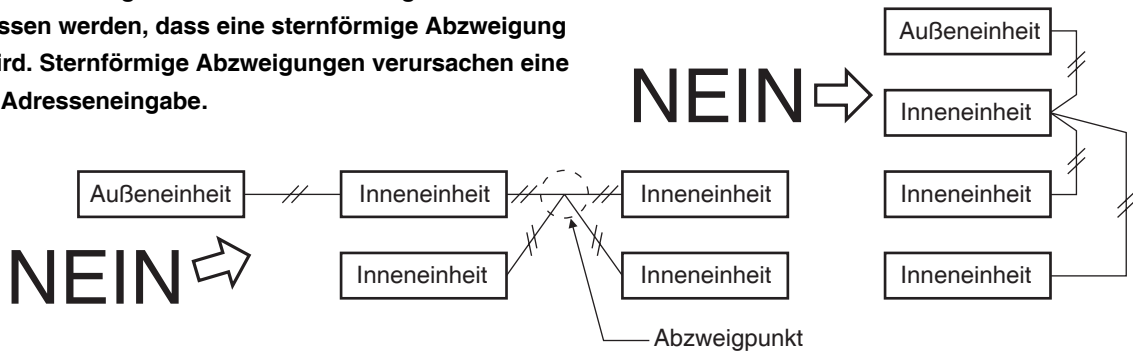 ssen werden, dass eine sternförmige Abzweigung
ird. Sternförmige Abzweigungen verursachen eine
Adresseneingabe.
NEIN
Außeneinheit
Inneneinheit
Inneneinheit
Inneneinheit
Außeneinheit
Inneneinheit
Inneneinheit
NEIN
Inneneinheit
Inneneinheit
Abzweigpunkt